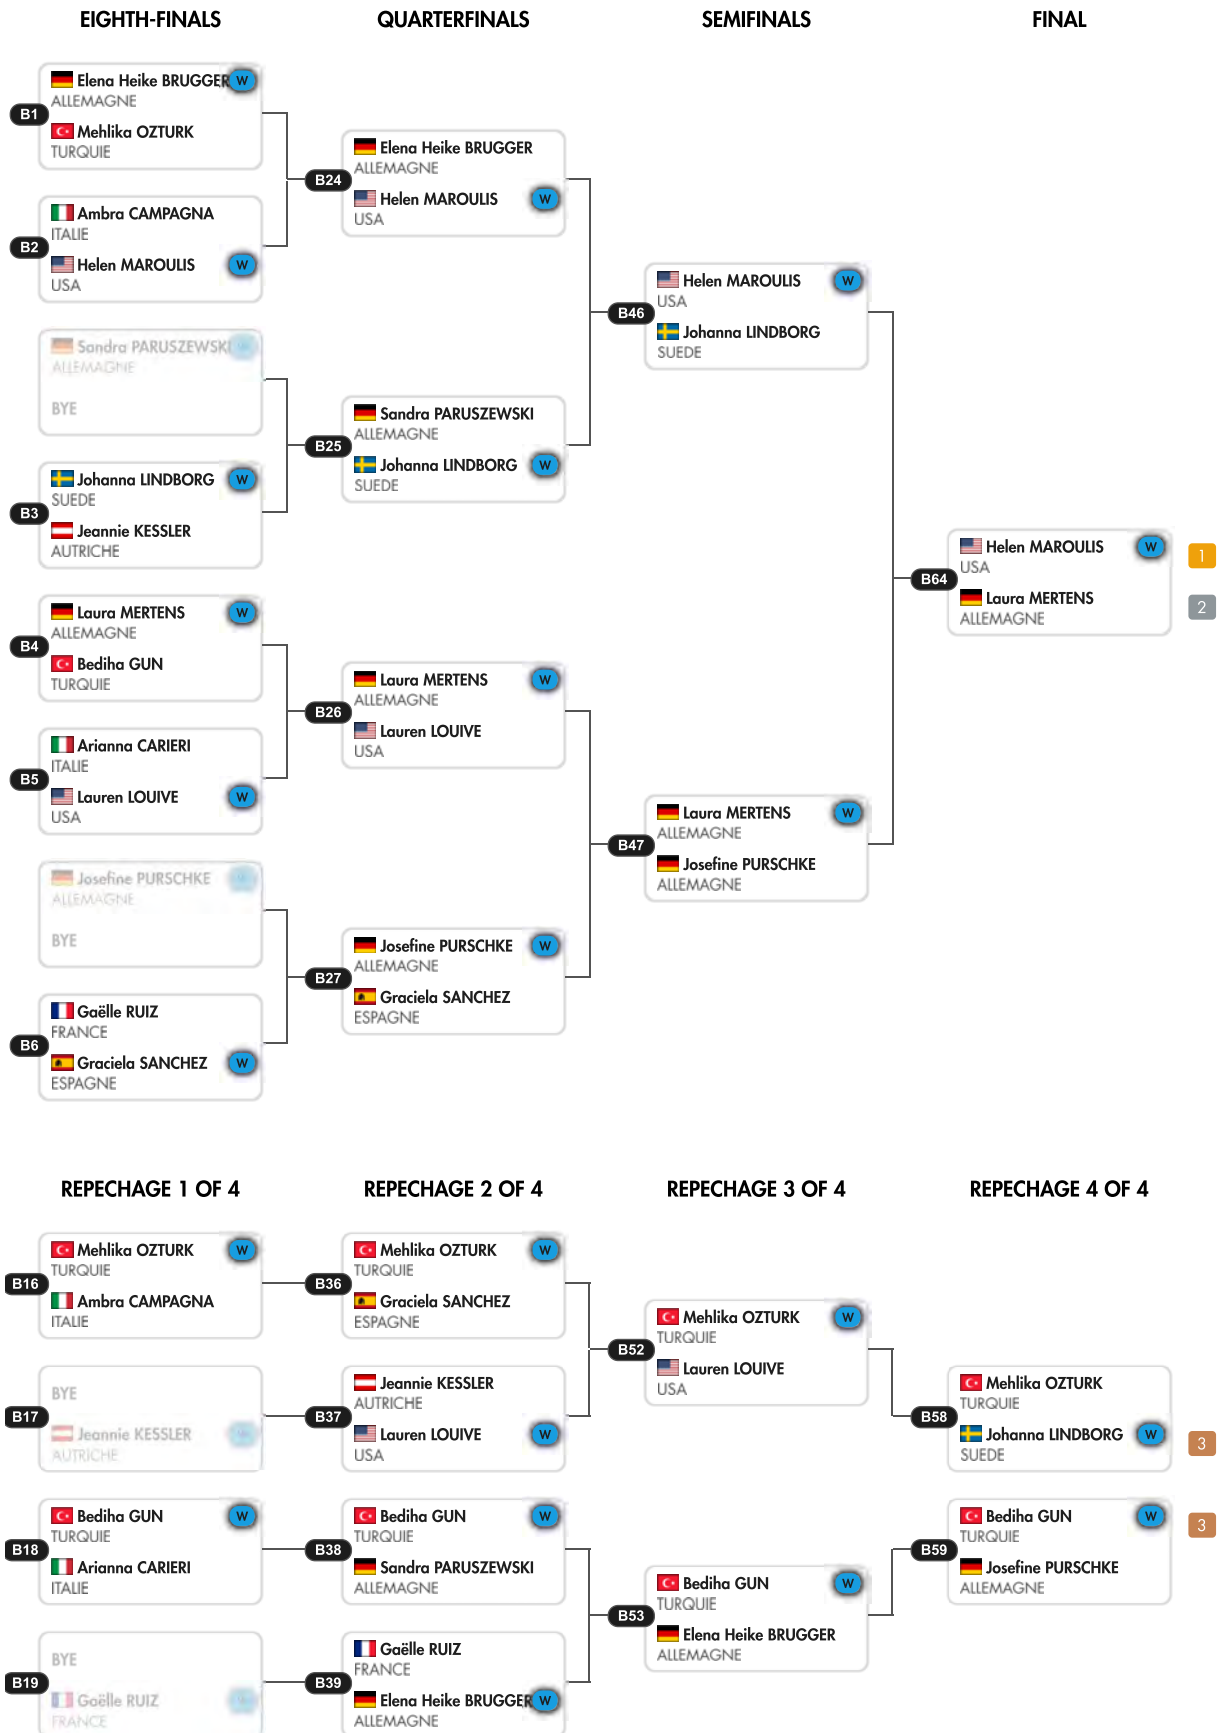 EIGHTH-FINALS
QUARTERFINALS
SEMIFINALS
FINAL
B1
Elena Heike BRUGGER W
ALLEMAGNE
Mehlika OZTURK
TURQUIE
B2
Ambra CAMPAGNA
ITALIE
Helen MAROULIS W
USA
Sandra PARUSZEWSKI W
ALLEMAGNE
BYE
B3
Johanna LINDBORG W
SUEDE
Jeannie KESSLER
AUTRICHE
B4
Laura MERTENS W
ALLEMAGNE
Bediha GUN
TURQUIE
B5
Arianna CARIERI
ITALIE
Lauren LOUIVE W
USA
Josefine PURSCHKE W
ALLEMAGNE
BYE
B6
Gaëlle RUIZ
FRANCE
Graciela SANCHEZ W
ESPAGNE
B24
Elena Heike BRUGGER
ALLEMAGNE
Helen MAROULIS W
USA
B25
Sandra PARUSZEWSKI
ALLEMAGNE
Johanna LINDBORG W
SUEDE
B26
Laura MERTENS W
ALLEMAGNE
Lauren LOUIVE
USA
B27
Josefine PURSCHKE W
ALLEMAGNE
Graciela SANCHEZ
ESPAGNE
B46
Helen MAROULIS W
USA
Johanna LINDBORG
SUEDE
B47
Laura MERTENS W
ALLEMAGNE
Josefine PURSCHKE
ALLEMAGNE
B64
Helen MAROULIS W 1
USA
Laura MERTENS 2
ALLEMAGNE
REPECHAGE 1 OF 4
REPECHAGE 2 OF 4
REPECHAGE 3 OF 4
REPECHAGE 4 OF 4
B16
Mehlika OZTURK W
TURQUIE
Ambra CAMPAGNA
ITALIE
B17
BYE
Jeannie KESSLER W
AUTRICHE
B18
Bediha GUN W
TURQUIE
Arianna CARIERI
ITALIE
B19
BYE
Gaëlle RUIZ W
FRANCE
B36
Mehlika OZTURK W
TURQUIE
Graciela SANCHEZ
ESPAGNE
B37
Jeannie KESSLER
AUTRICHE
Lauren LOUIVE W
USA
B38
Bediha GUN W
TURQUIE
Sandra PARUSZEWSKI
ALLEMAGNE
B39
Gaëlle RUIZ
FRANCE
Elena Heike BRUGGER W
ALLEMAGNE
B52
Mehlika OZTURK W
TURQUIE
Lauren LOUIVE
USA
B53
Bediha GUN W
TURQUIE
Elena Heike BRUGGER
ALLEMAGNE
B58
Mehlika OZTURK
TURQUIE
Johanna LINDBORG W 3
SUEDE
B59
Bediha GUN W 3
TURQUIE
Josefine PURSCHKE
ALLEMAGNE